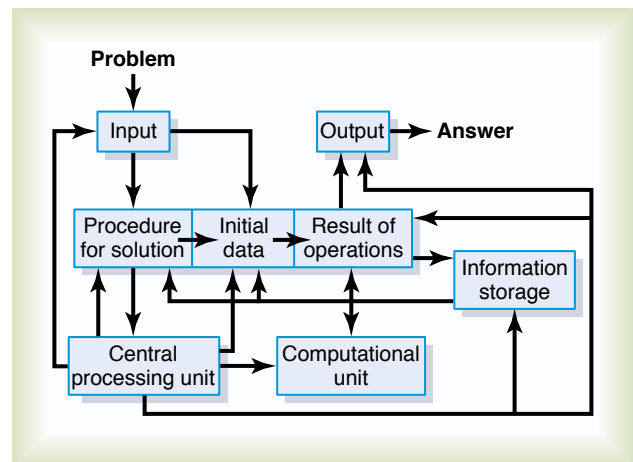 Problem
Input
Output
Answer
Procedure
for solution
Initial
data
Result of
operations
Information
storage
Central
processing unit
Computational
unit